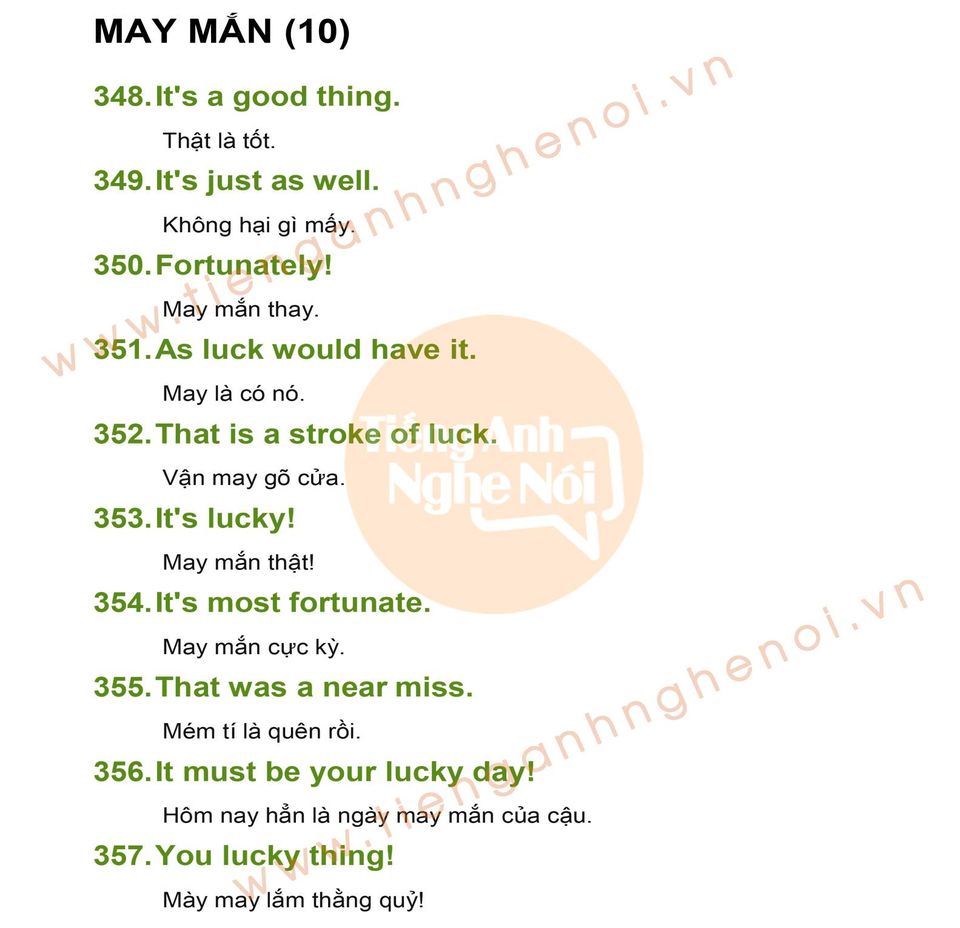 MAY MẮN (10)
348. It's a good thing.
Thật là tốt.
349. It's just as well.
Không hại gì mấy.
350. Fortunately!
May mắn thay.
351. As luck would have it.
May là có nó.
352. That is a stroke of luck.
Vận may gõ cửa.
353. It's lucky!
May mắn thật!
354. It's most fortunate.
May mắn cực kỳ.
355. That was a near miss.
Mém tí là quên rồi.
356. It must be your lucky day!
Hôm nay hẳn là ngày may mắn của cậu.
357. You lucky thing!
Mày may lắm thằng quỷ!
www.tienganhnghenoi.vn
Tiếng Anh
Nghe Nói
www.tienganhnghenoi.vn